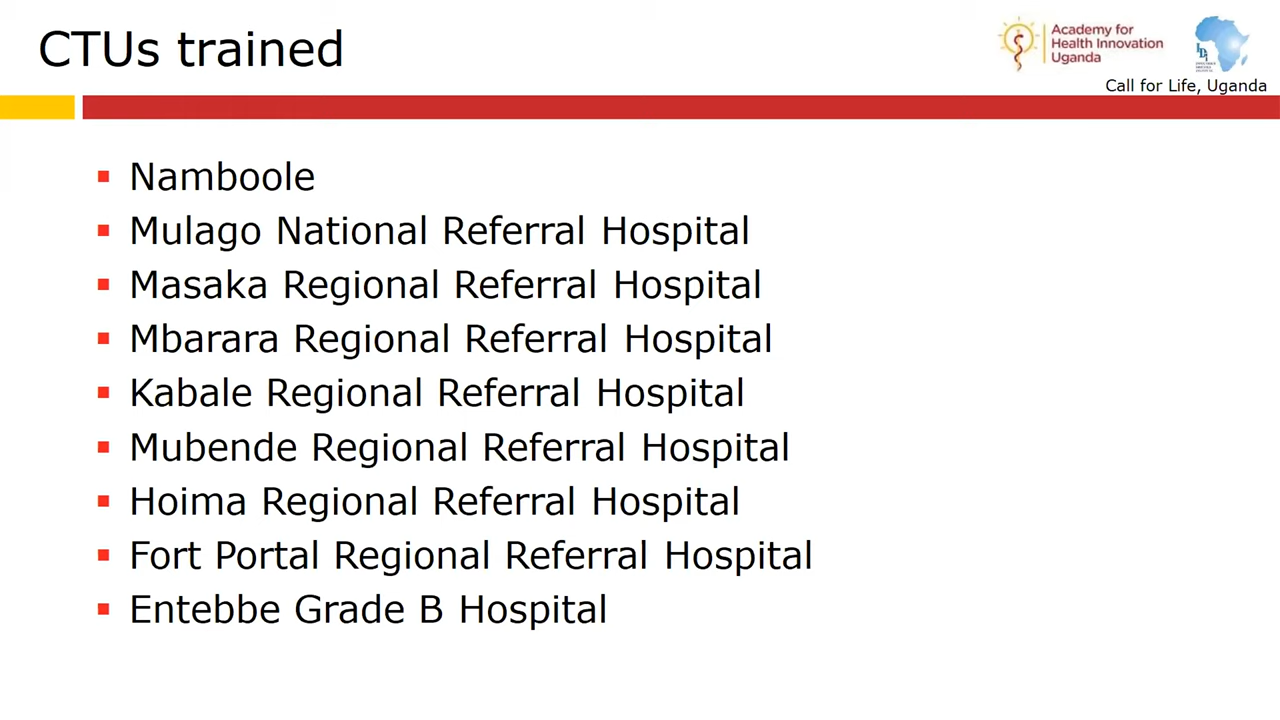 CTUs trained
Academy for
Health Innovation
Uganda
IDI
Call for Life, Uganda
Namboole
Mulago National Referral Hospital
Masaka Regional Referral Hospital
Mbarara Regional Referral Hospital
Kabale Regional Referral Hospital
Mubende Regional Referral Hospital
Hoima Regional Referral Hospital
Fort Portal Regional Referral Hospital
Entebbe Grade B Hospital